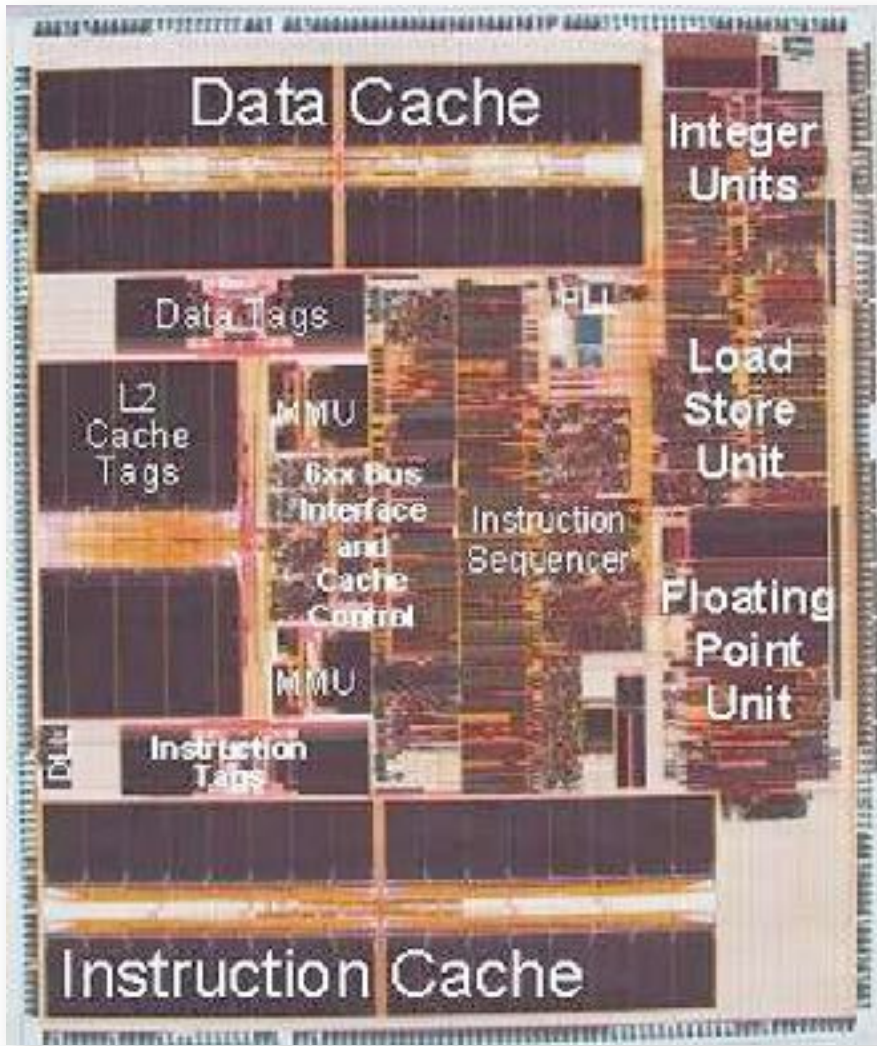 Data Cache
Integer
Units
Data Tags
PLL
Load
Store
Unit
L2
Cache
Tags
MMU
6xx Bus
Interface
and
Cache
Control
Instruction
Sequencer
Floating
Point
Unit
MMU
DLL
Instruction
Tags
Instruction Cache